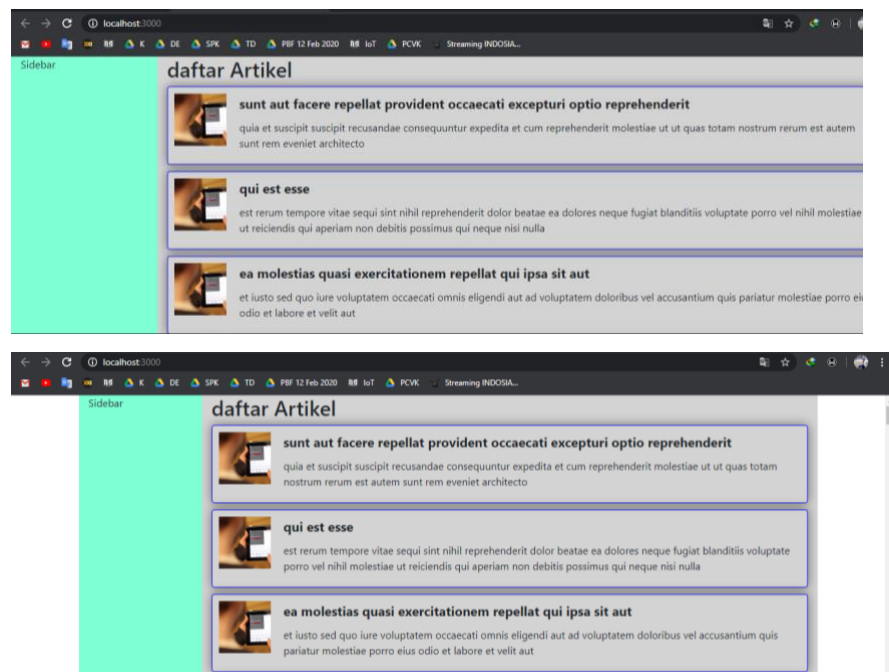 localhost:3000
K DE SPK TD PBF 12 Feb 2020 IoT PCVK Streaming INDOSIA...
Sidebar
daftar Artikel
sunt aut facere repellat provident occaecati excepturi optio reprehenderit
quia et suscipit suscipit recusandae consequuntur expedita et cum reprehenderit molestiae ut ut quas totam nostrum rerum est autem
sunt rem eveniet architecto
qui est esse
est rerum tempore vitae sequi sint nihil reprehenderit dolor beatae ea dolores neque fugiat blanditiis voluptate porro vel nihil molestiae
ut reiciendis qui aperiam non debitis possimus qui neque nisi nulla
ea molestias quasi exercitationem repellat qui ipsa sit aut
et iusto sed quo iure voluptatem occaecati omnis eligendi aut ad voluptatem doloribus vel accusantium quis pariatur molestiae porro
odio et labore et velit aut
localhost:3000
K DE SPK TD PBF 12 Feb 2020 IoT PCVK Streaming INDOSIA...
Sidebar
daftar Artikel
sunt aut facere repellat provident occaecati excepturi optio reprehenderit
quia et suscipit suscipit recusandae consequuntur expedita et cum reprehenderit molestiae ut ut quas totam
nostrum rerum est autem sunt rem eveniet architecto
qui est esse
est rerum tempore vitae sequi sint nihil reprehenderit dolor beatae ea dolores neque fugiat blanditiis voluptate
porro vel nihil molestiae ut reiciendis qui aperiam non debitis possimus qui neque nisi nulla
ea molestias quasi exercitationem repellat qui ipsa sit aut
et iusto sed quo iure voluptatem occaecati omnis eligendi aut ad voluptatem doloribus vel accusantium quis
pariatur molestiae porro eius odio et labore et velit aut